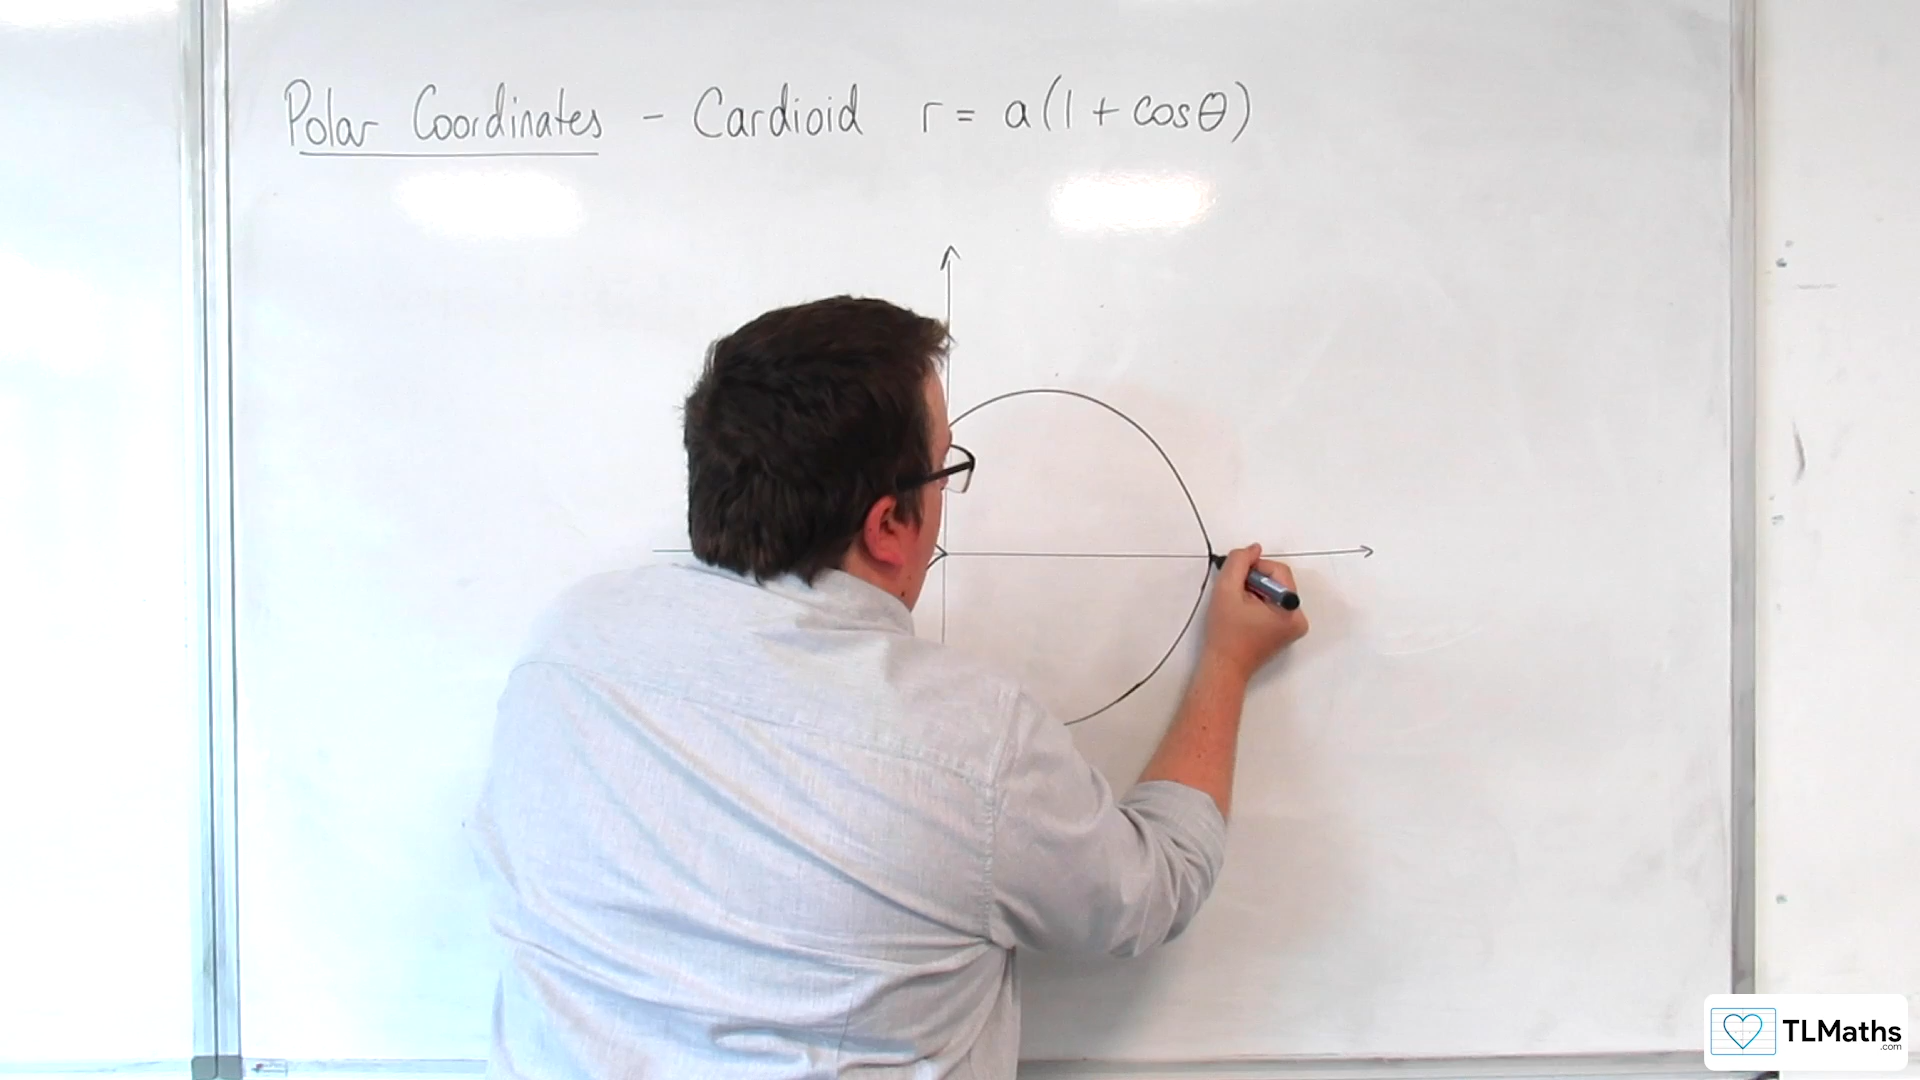 Polar Coordinates - Cardioid r = a(1 + cosθ)
TLMaths
.com